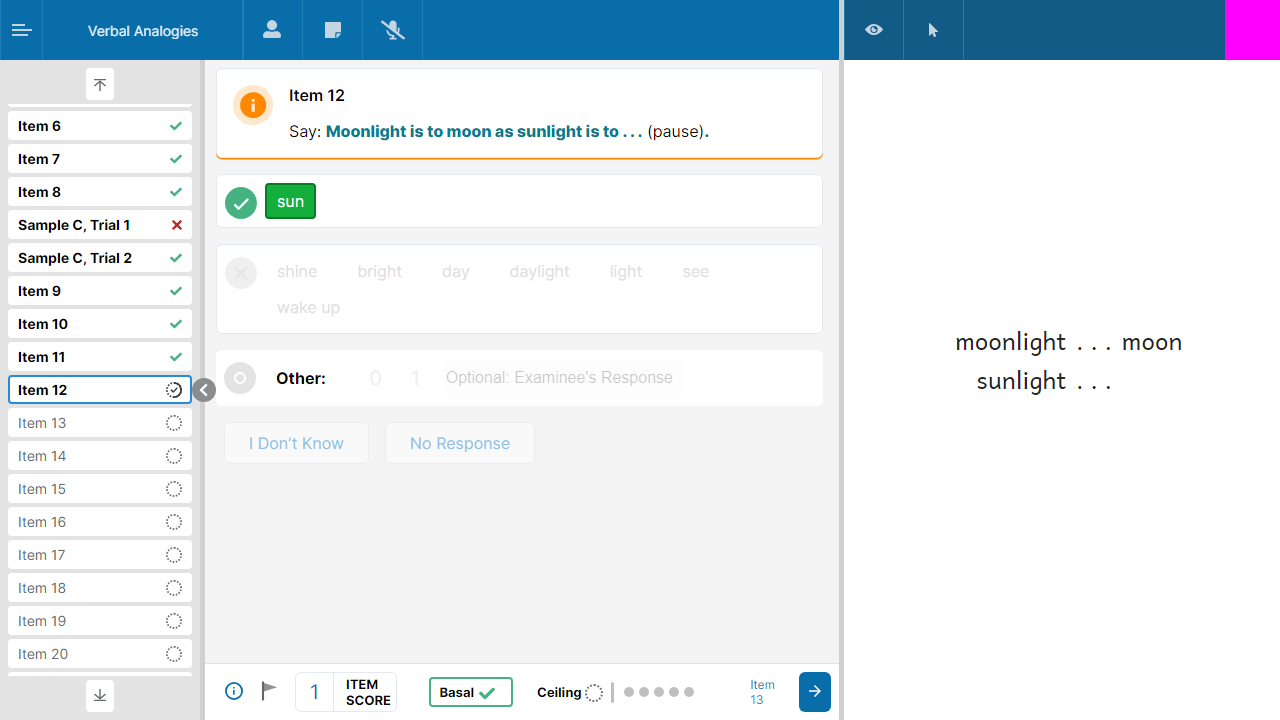 Verbal Analogies
Item 6
Item 7
Item 8
Sample C, Trial 1
Sample C, Trial 2
Item 9
Item 10
Item 11
Item 12
Item 13
Item 14
Item 15
Item 16
Item 17
Item 18
Item 19
Item 20
Item 12
Say: Moonlight is to moon as sunlight is to . . . (pause).
sun
shine bright day daylight light see
wake up
Other: 0 1 Optional: Examinee's Response
I Don't Know No Response
1 ITEM SCORE
Basal
Ceiling
Item 13
moonlight . . . moon
sunlight . . .